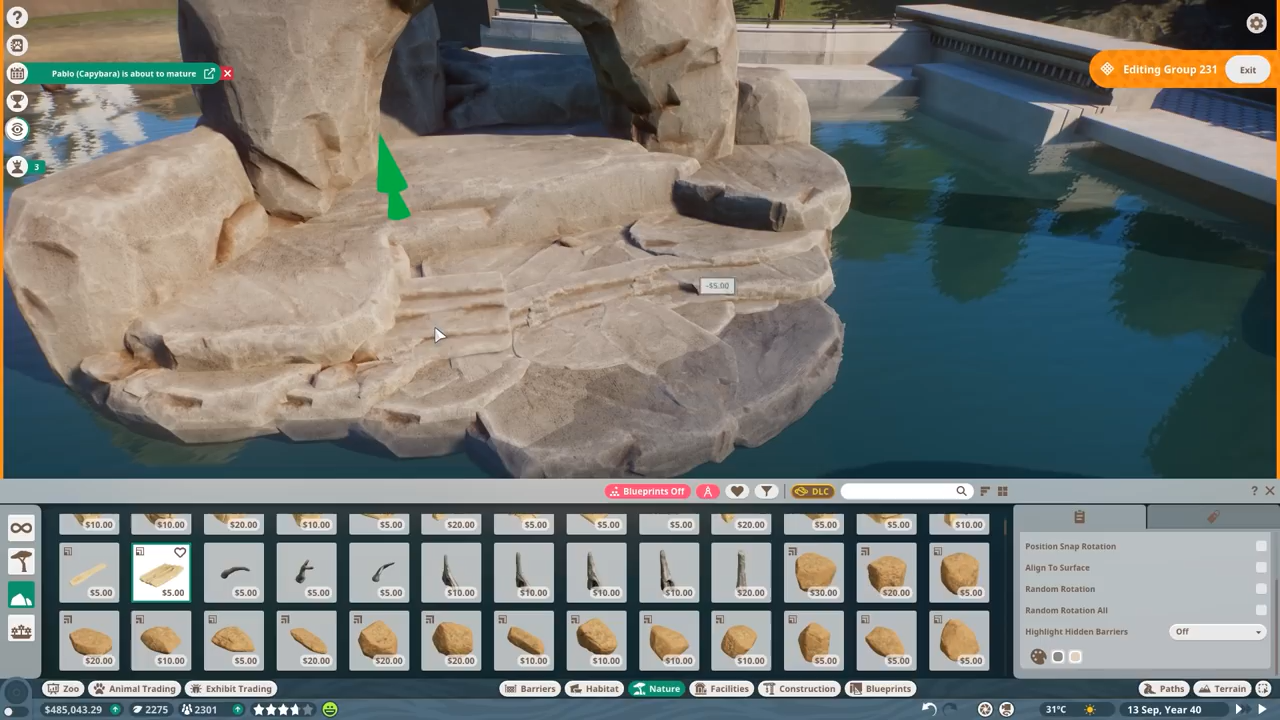 ?
Pablo (Capybara) is about to mature
3
Editing Group 231
Exit
-$5.00
Blueprints Off
DLC
?
$10.00 $10.00 $20.00 $10.00 $5.00 $20.00 $5.00 $5.00 $5.00 $20.00 $5.00 $5.00 $10.00
$5.00 $5.00 $5.00 $5.00 $5.00 $10.00 $10.00 $10.00 $10.00 $20.00 $30.00 $20.00 $10.00
$20.00 $10.00 $5.00 $5.00 $20.00 $20.00 $10.00 $10.00 $10.00 $10.00 $5.00 $5.00 $5.00
Position Snap Rotation
Align To Surface
Random Rotation
Random Rotation All
Highlight Hidden Barriers Off
Zoo Animal Trading Exhibit Trading Barriers Habitat Nature Facilities Construction Blueprints Paths Terrain
$485,043.29 2275 2301 31°C 13 Sep, Year 40